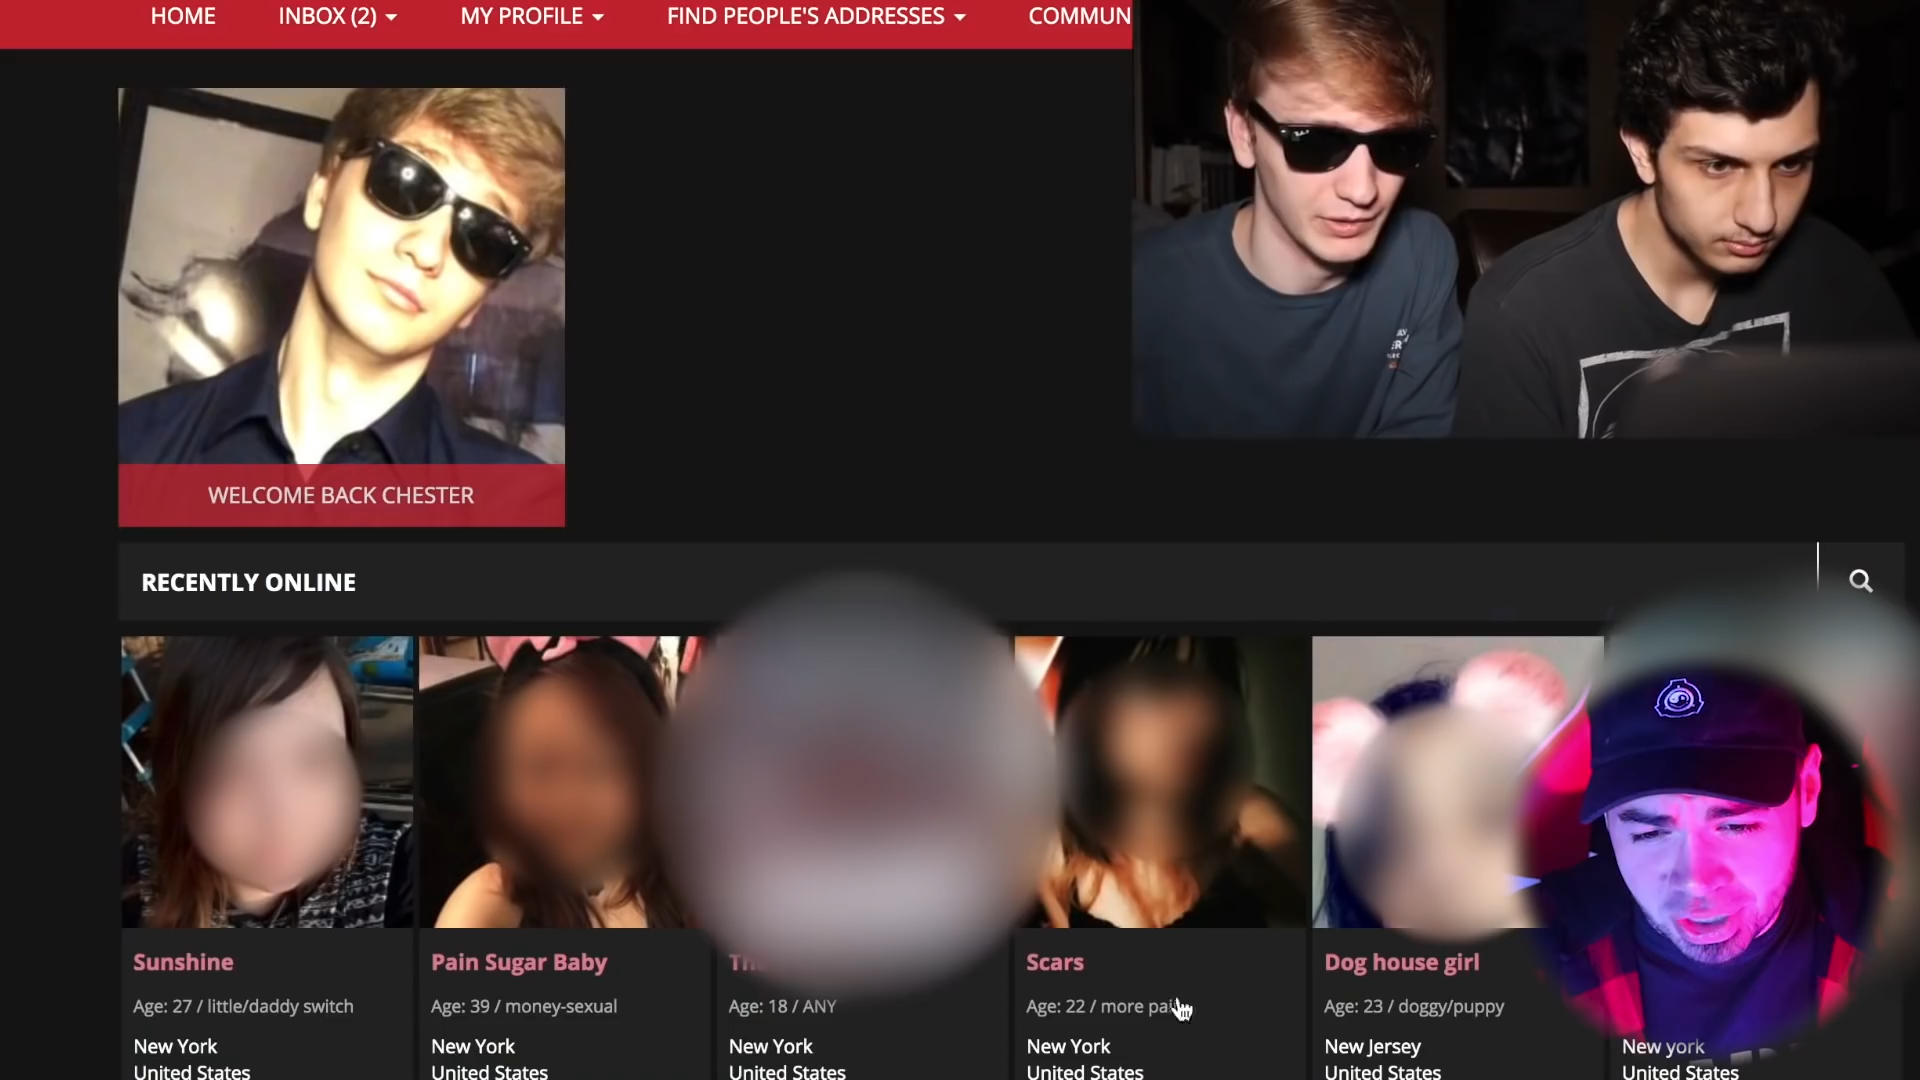 HOME
INBOX (2)
MY PROFILE
FIND PEOPLE'S ADDRESSES
COMMUN
WELCOME BACK CHESTER
RECENTLY ONLINE
Sunshine
Age: 27 / little/daddy switch
New York
United States
Pain Sugar Baby
Age: 39 / money-sexual
New York
United States
Th
Age: 18 / ANY
New York
United States
Scars
Age: 22 / more pai
New York
United States
Dog house girl
Age: 23 / doggy/puppy
New Jersey
United States
New york
United States